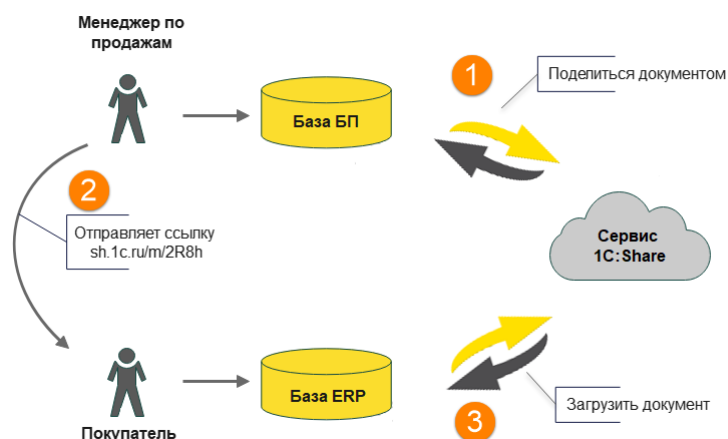 Менеджер по
продажам
База БП
1
Поделиться документом
2
Отправляет ссылку
sh.1c.ru/m/2R8h
Сервис
1С:Share
База ERP
Покупатель
3
Загрузить документ